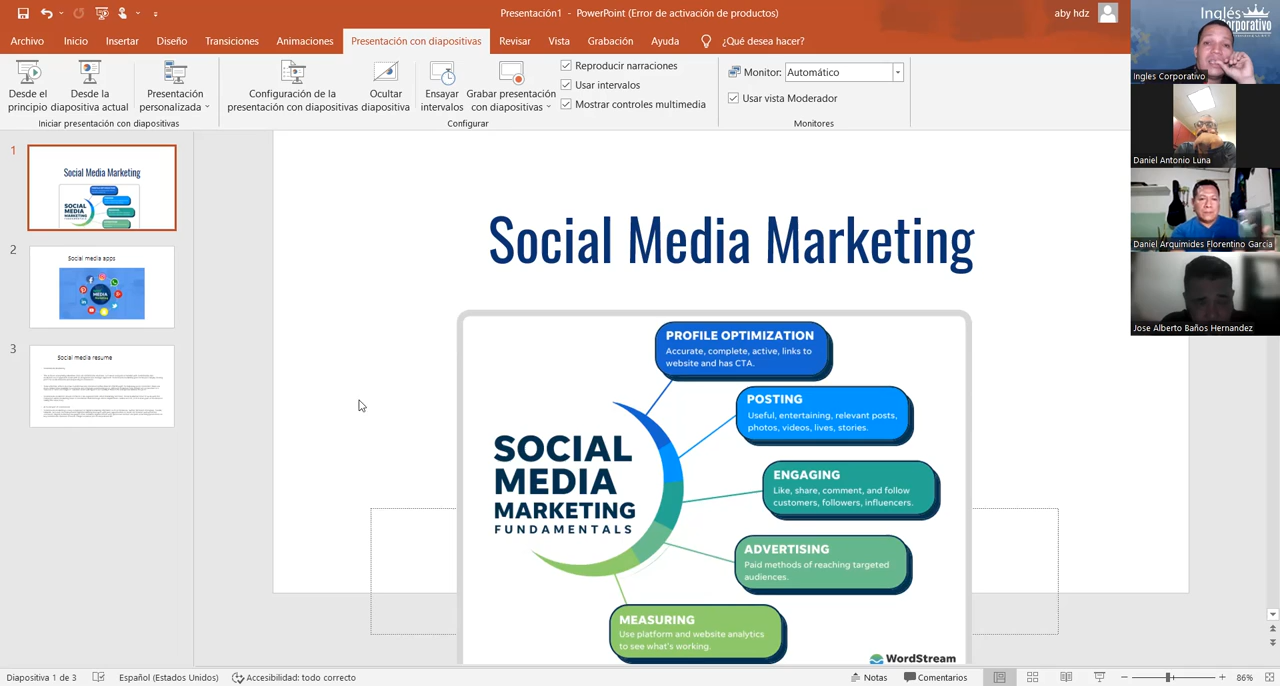 Presentación1 - PowerPoint (Error de activación de productos)
aby hdz
Archivo Inicio Insertar Diseño Transiciones Animaciones Presentación con diapositivas Revisar Vista Grabación Ayuda ¿Qué desea hacer?
Desde el principio
Desde la diapositiva actual
Presentación personalizada
Configuración de la presentación con diapositivas
Ocultar diapositiva
Ensayar intervalos
Grabar presentación con diapositivas
Reproducir narraciones
Usar intervalos
Mostrar controles multimedia
Monitor: Automático
Usar vista Moderador
Iniciar presentación con diapositivas
Configurar
Monitores
Inglés
Corporativo
Ingles Corporativo
Daniel Antonio Luna
Daniel Arquimides Florentino Garcia
Jose Alberto Baños Hernandez
1
Social Media Marketing
SOCIAL
MEDIA
MARKETING
2
Social media apps
MEDIA
3
Social media resume
Social Media Marketing
SOCIAL
MEDIA
MARKETING
FUNDAMENTALS
PROFILE OPTIMIZATION
Accurate, complete, active, links to
website and has CTA.
POSTING
Useful, entertaining, relevant posts,
photos, videos, lives, stories.
ENGAGING
Like, share, comment, and follow
customers, followers, influencers.
ADVERTISING
Paid methods of reaching targeted
audiences.
MEASURING
Use platform and website analytics
to see what's working.
WordStream
Diapositiva 1 de 3 Español (Estados Unidos) Accesibilidad: todo correcto Notas Comentarios 86%